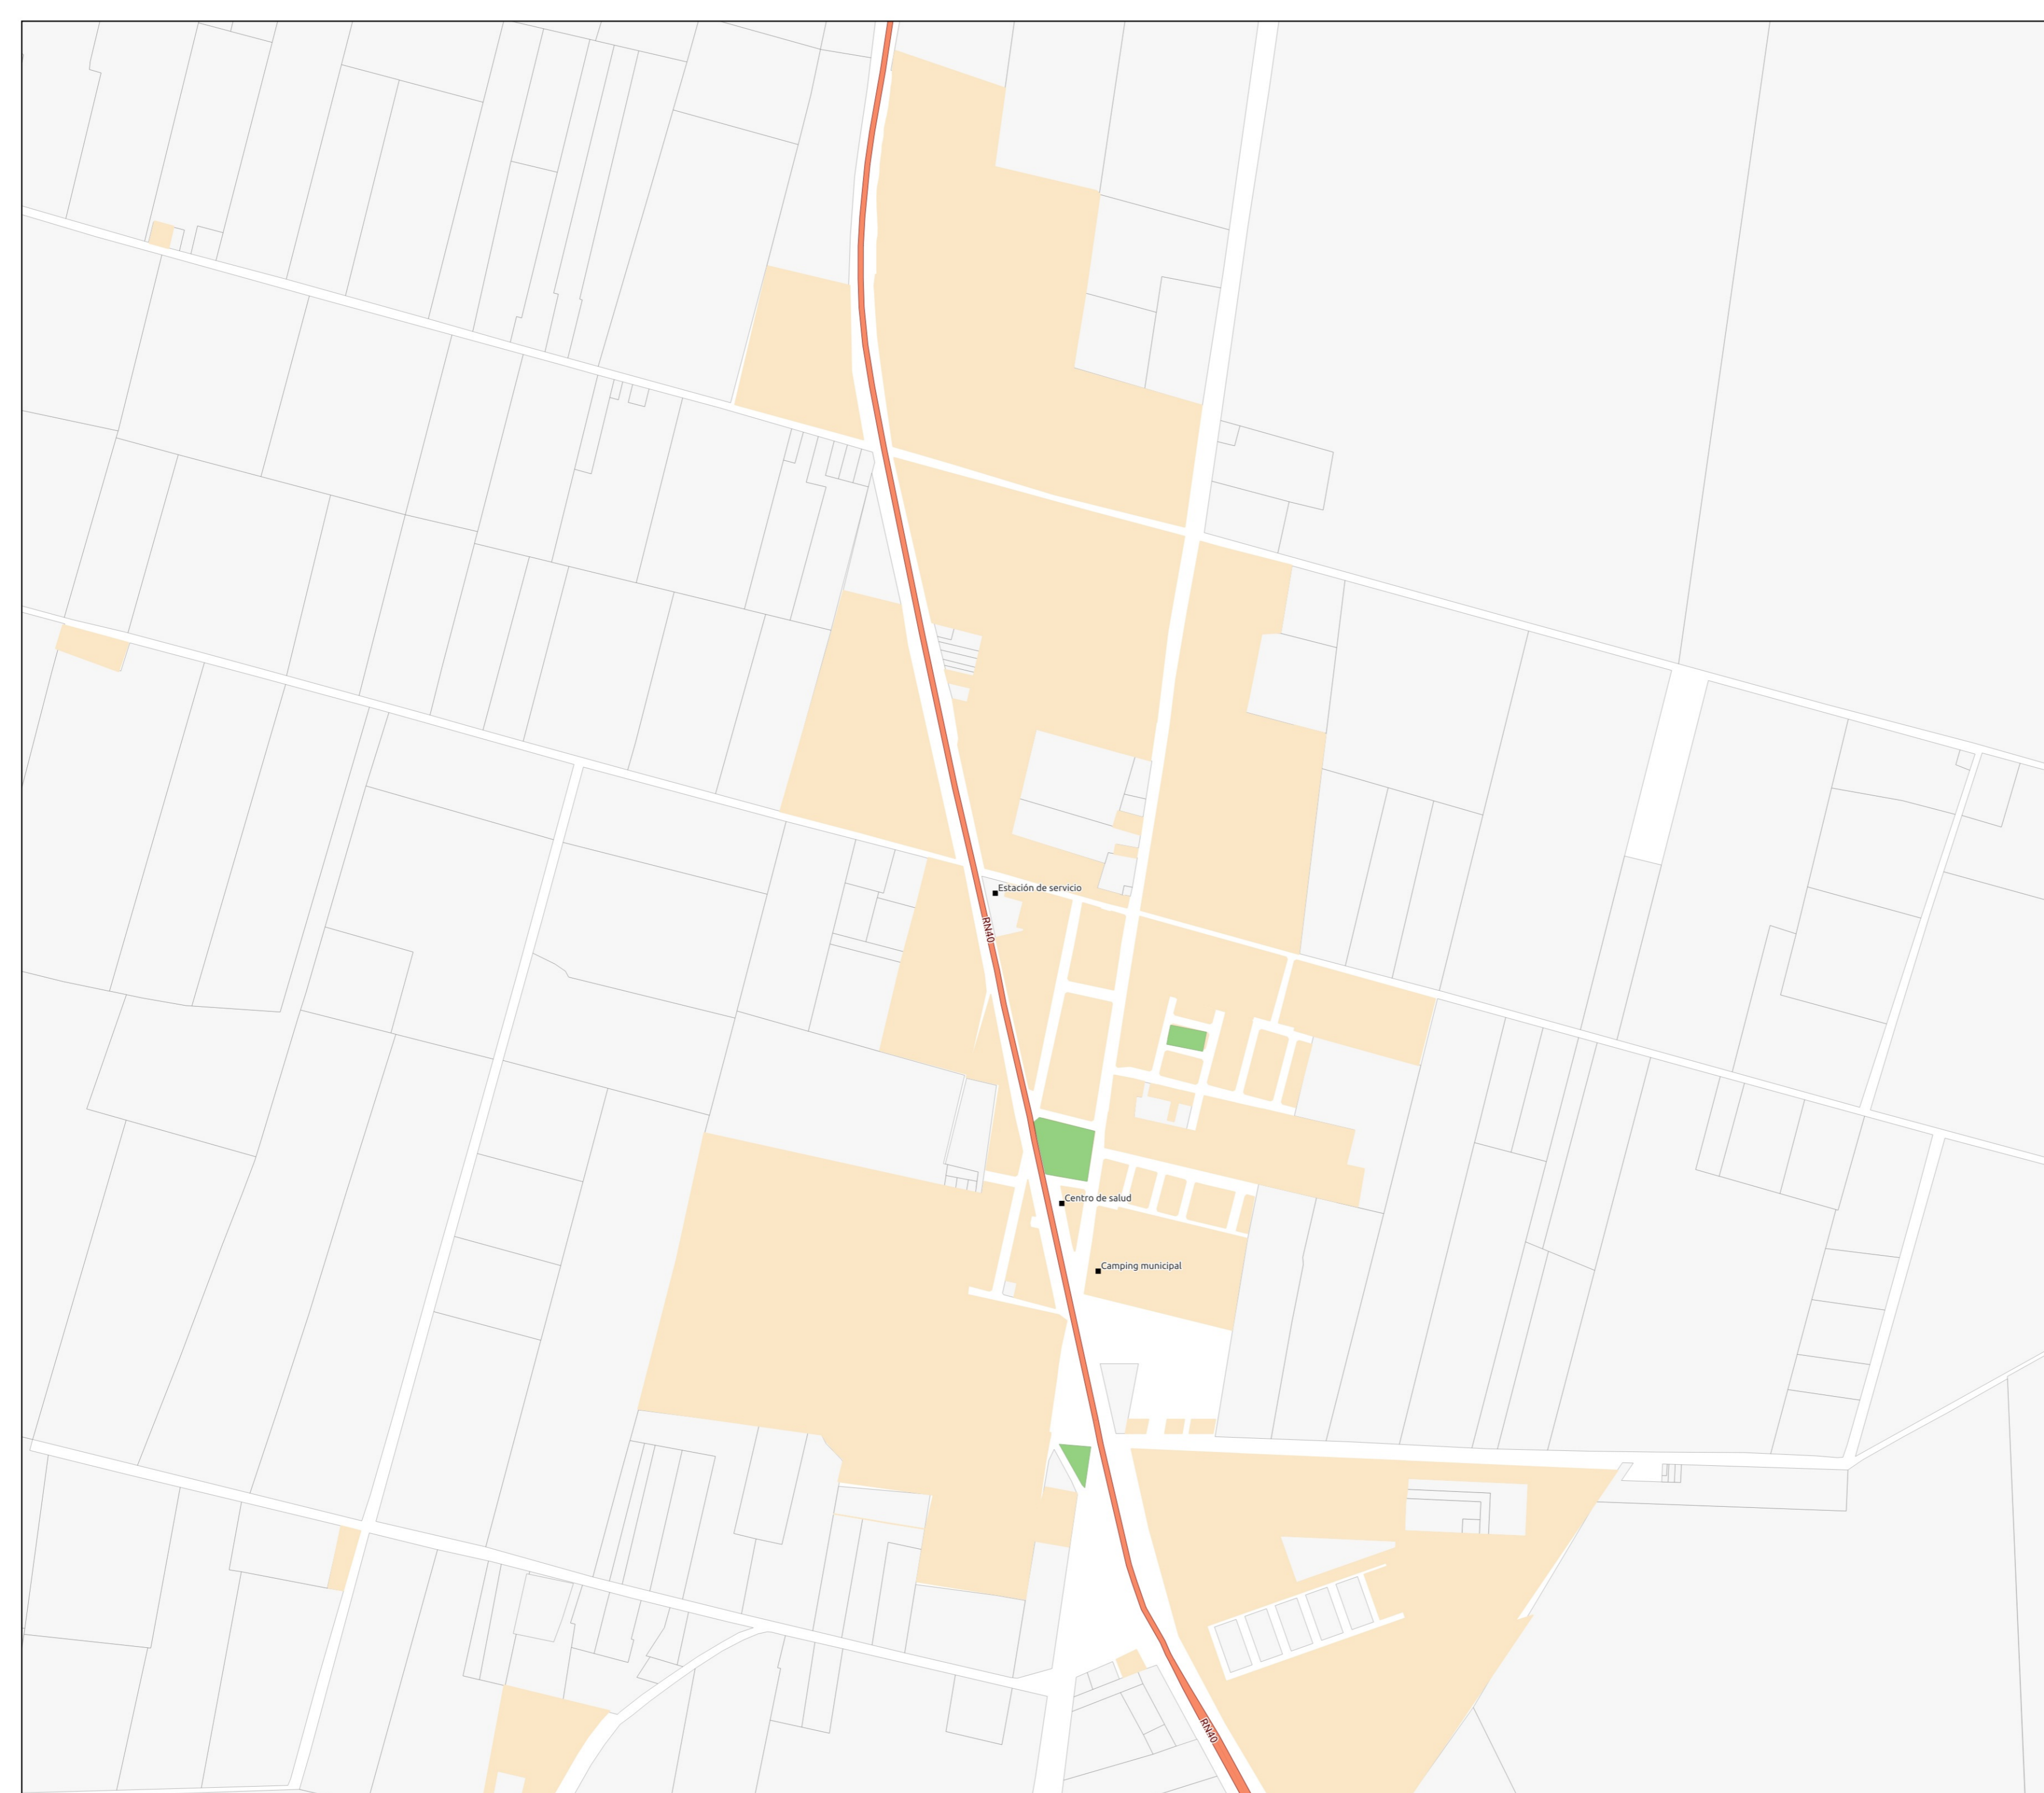 Estación de servicio
RN40
Centro de salud
Camping municipal
RN40